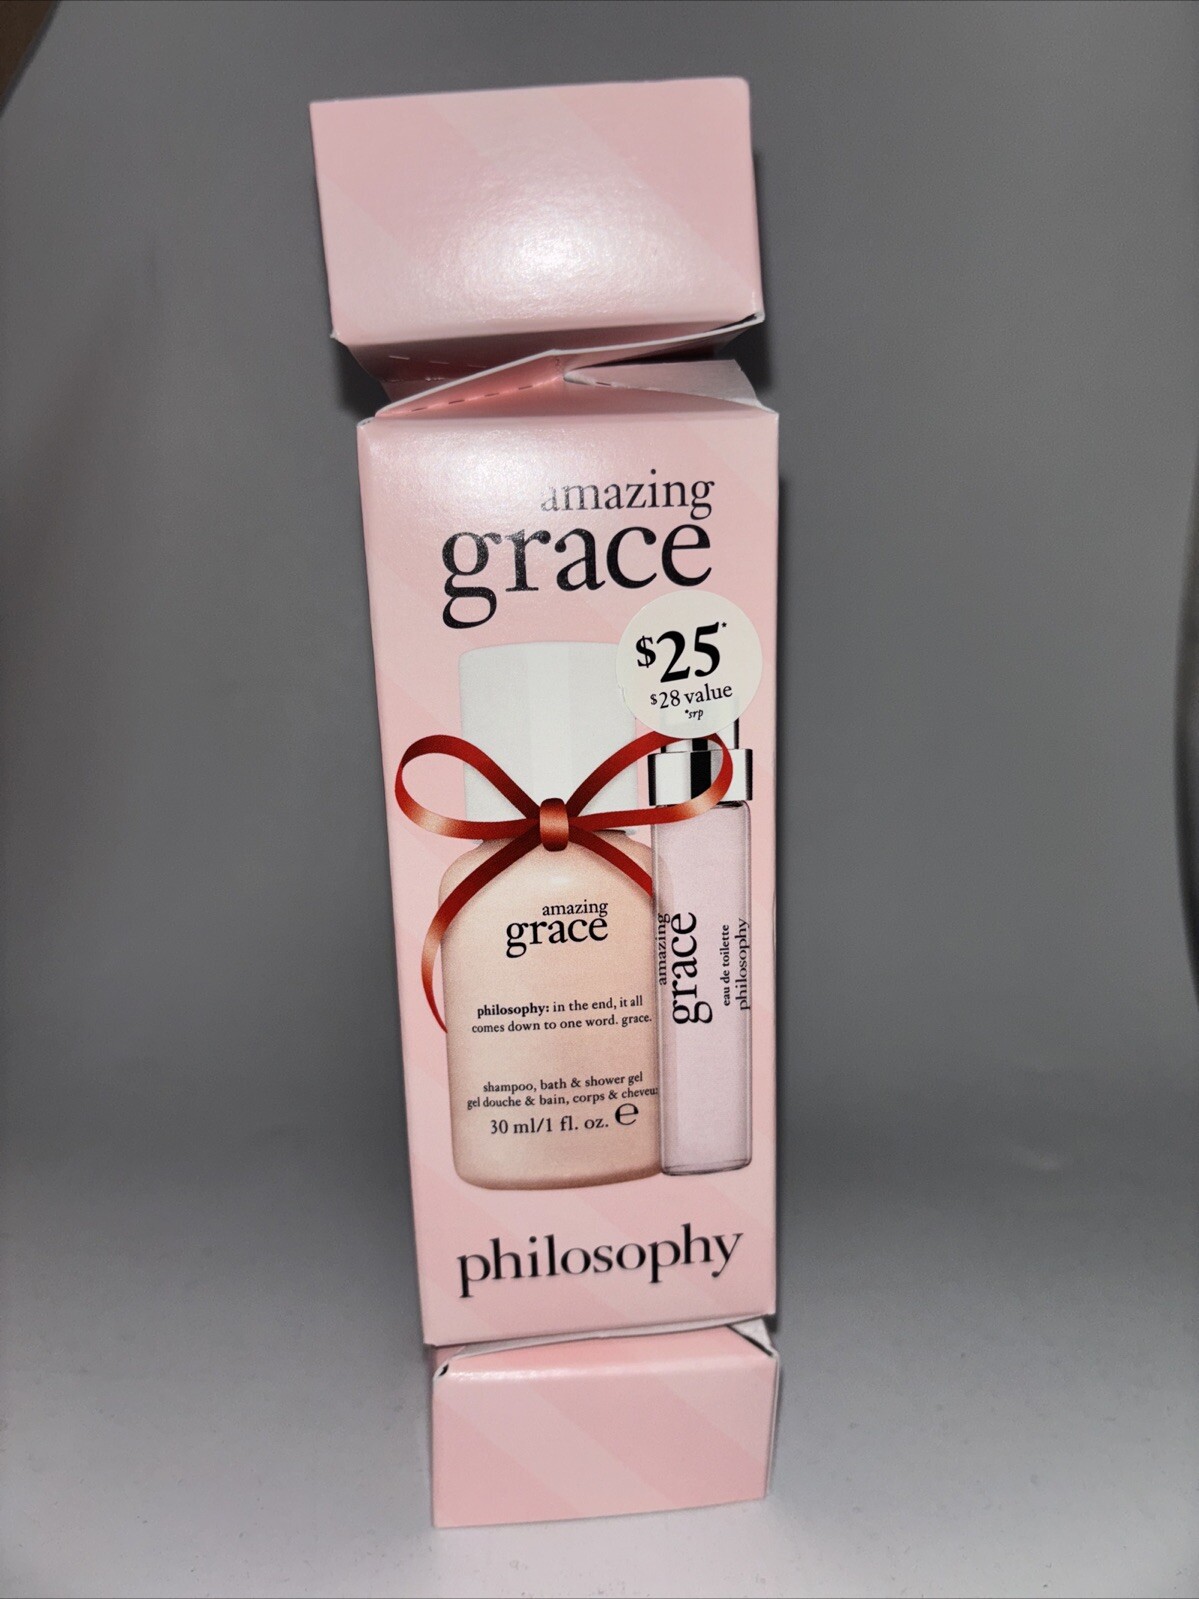 amazing
grace
$25*
$28 value
*srp
amazing
grace
philosophy: in the end, it all
comes down to one word. grace.
shampoo, bath & shower gel
gel douche & bain, corps & cheveux
30 ml/1 fl. oz. ℮
amazing
grace
eau de toilette
philosophy
philosophy